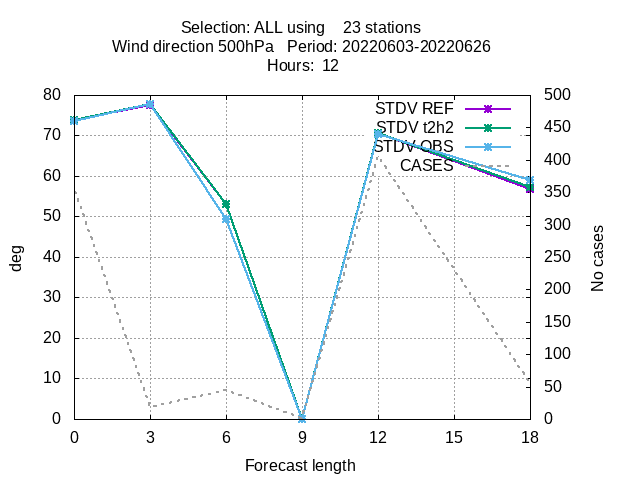 Selection: ALL using    23 stations
Wind direction 500hPa   Period: 20220603-20220626
Hours:  12
80
70
60
50
40
30
20
10
0
deg
500
450
400
350
300
250
200
150
100
50
0
No cases
STDV REF
STDV t2h2
STDV OBS
CASES
0 3 6 9 12 15 18
Forecast length